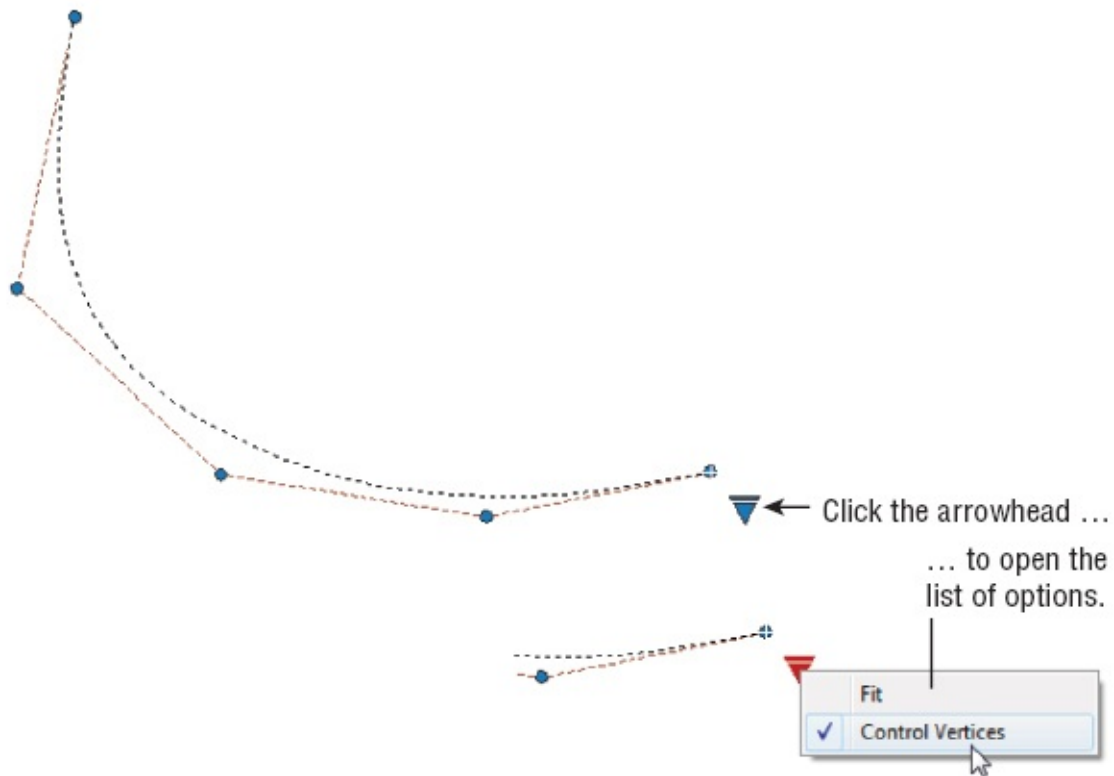 Click the arrowhead ...
... to open the
list of options.
Fit
Control Vertices